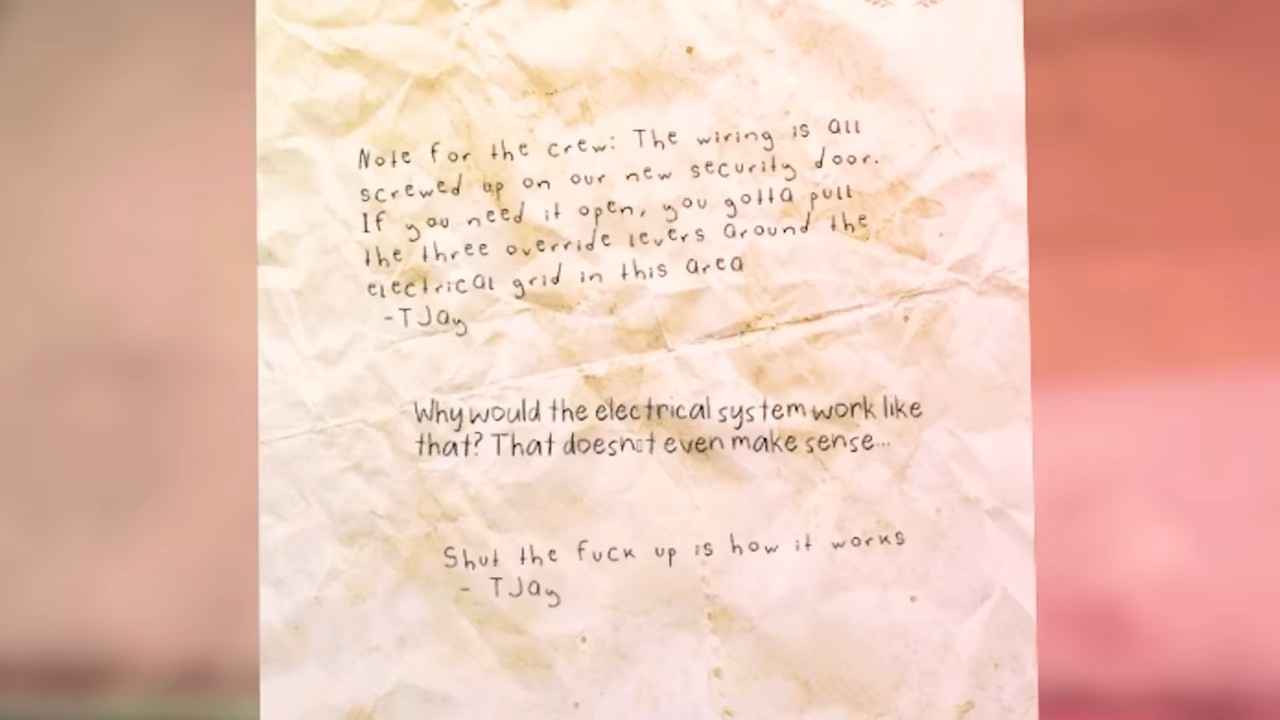 Note for the crew: The wiring is all
screwed up on our new security door.
If you need it open, you gotta pull
the three override levers around the
electrical grid in this area
-TJay
Why would the electrical system work like
that? That doesn□t even make sense...
Shut the fuck up is how it works
- TJay